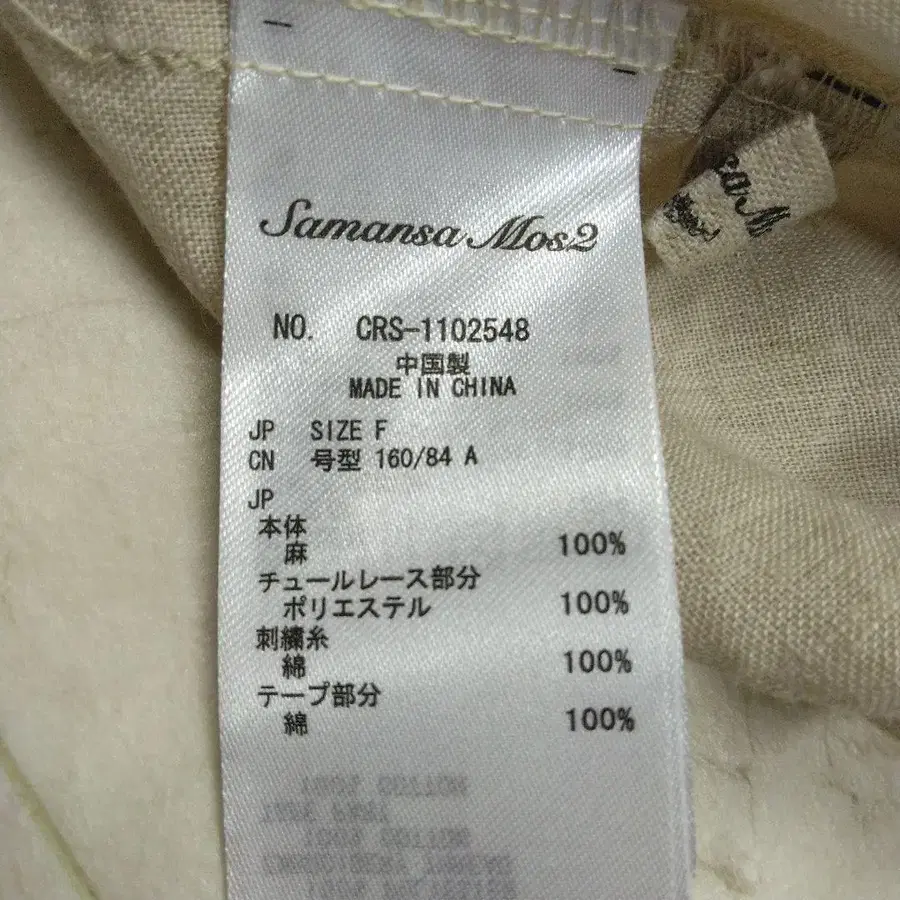 Samansa Mos2
NO. CRS-1102548
中国製
MADE IN CHINA
JP SIZE F
CN 号型 160/84 A
JP
本体
麻 100%
チュールレース部分
ポリエステル 100%
刺繍糸
綿 100%
テープ部分
綿 100%